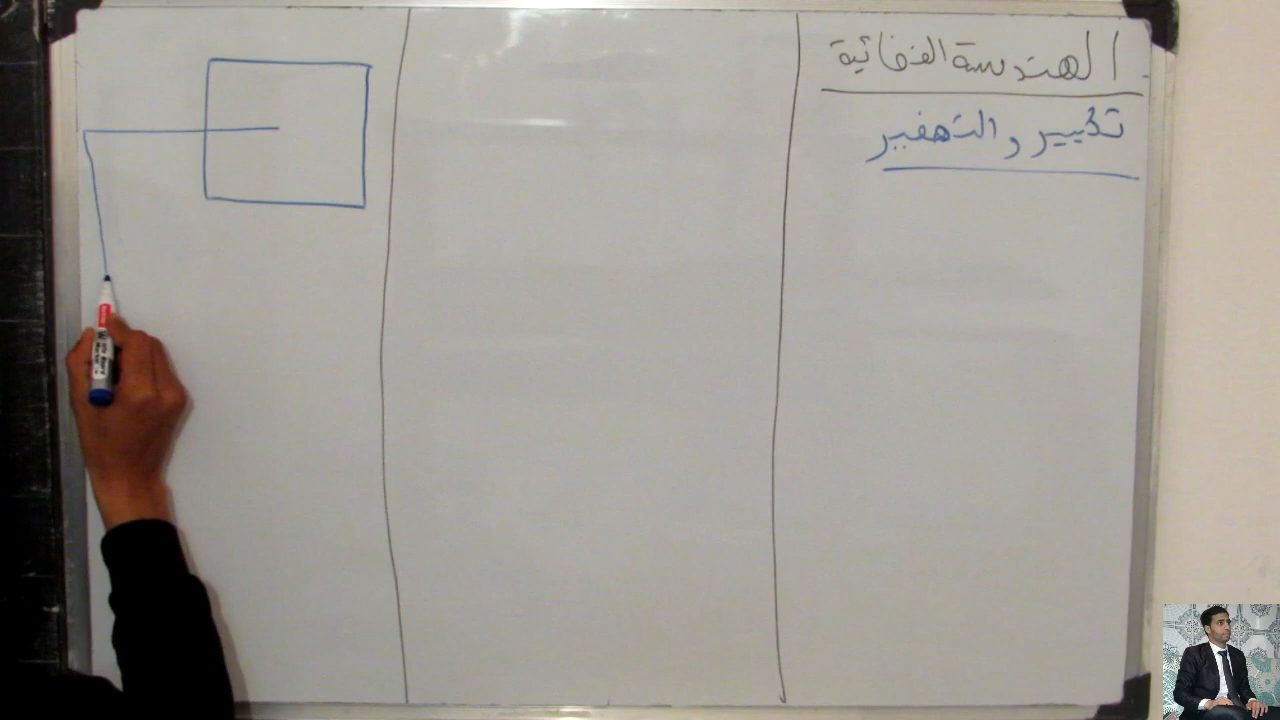 الهندسة الفضائية
تكبير و التصغير